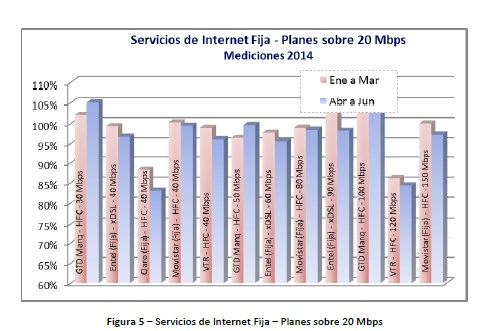 Servicios de Internet Fija - Planes sobre 20 Mbps
Mediciones 2014
Ene a Mar
Abr a Jun
110%
105%
100%
95%
90%
85%
80%
75%
70%
65%
60%
GTD Manq - HFC - 30 Mbps
Entel (Fija) - xDSL - 40 Mbps
Claro (Fija) - HFC - 40 Mbps
Movistar (Fija) - HFC - 40 Mbps
VTR - HFC - 40 Mbps
GTD Manq - HFC - 50 Mbps
Entel (Fija) - xDSL - 60 Mbps
Movistar (Fija) - HFC - 80 Mbps
Entel (Fija) - xDSL - 90 Mbps
GTD Manq - HFC - 100 Mbps
VTR - HFC - 120 Mbps
Movistar (Fija) - HFC - 150 Mbps
Figura 5 – Servicios de Internet Fija – Planes sobre 20 Mbps